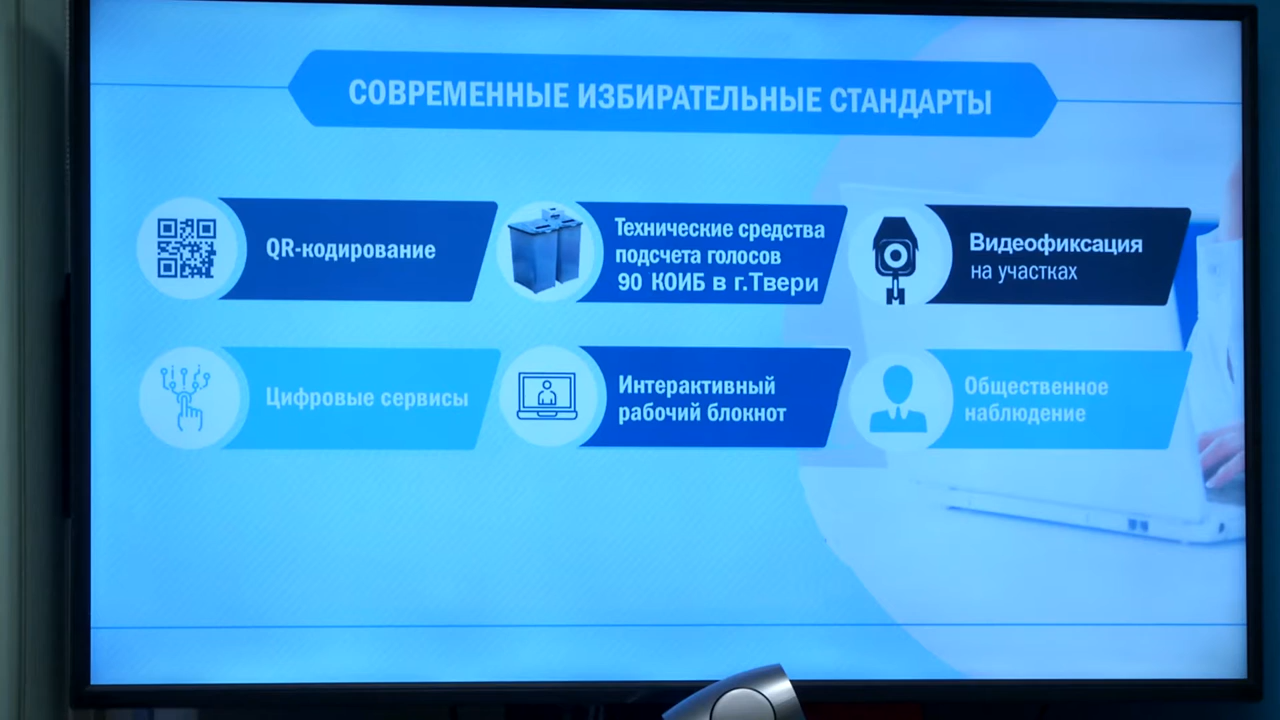 СОВРЕМЕННЫЕ ИЗБИРАТЕЛЬНЫЕ СТАНДАРТЫ
QR-кодирование
Технические средства
подсчета голосов
90 КОИБ в г.Твери
Видеофиксация
на участках
Цифровые сервисы
Интерактивный
рабочий блокнот
Общественное
наблюдение